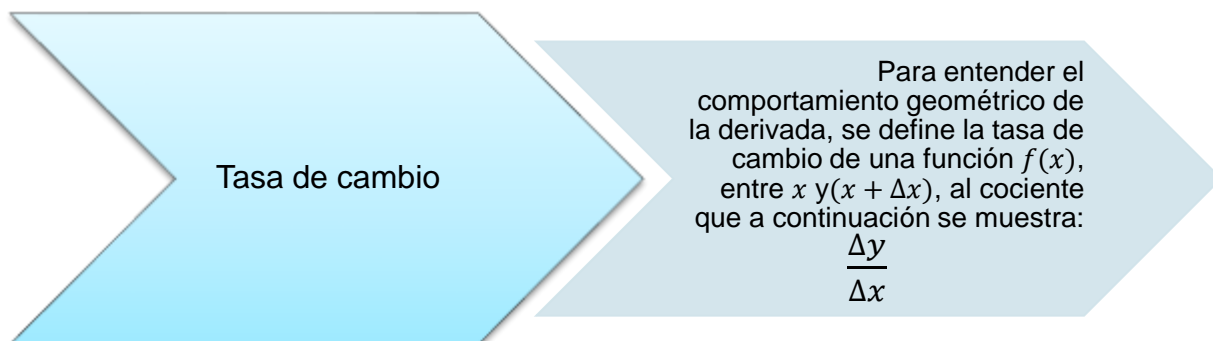 Tasa de cambio
Para entender el
comportamiento geométrico de
la derivada, se define la tasa de
cambio de una función 𝑓(𝑥),
entre 𝑥 y(𝑥 + Δ𝑥), al cociente
que a continuación se muestra:
Δ𝑦
Δ𝑥